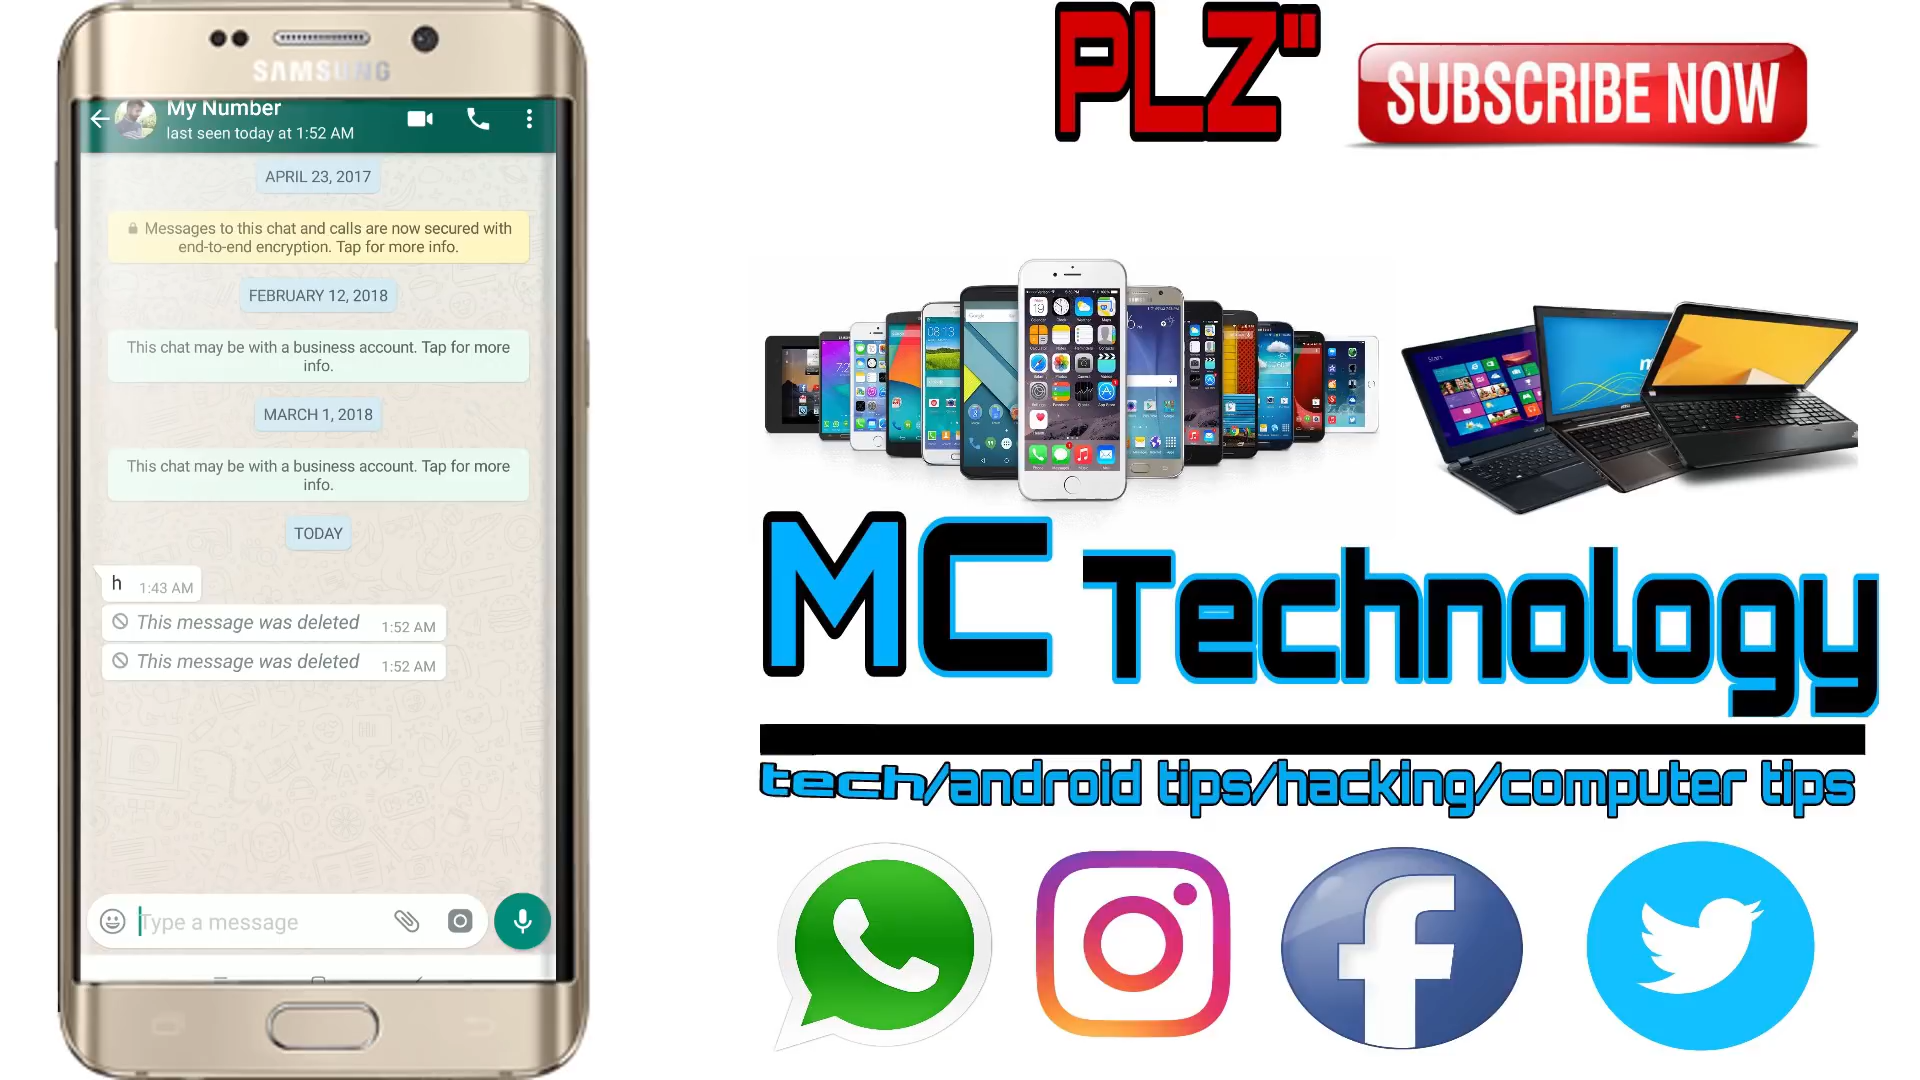 SAMSUNG
My Number
last seen today at 1:52 AM
APRIL 23, 2017
Messages to this chat and calls are now secured with
end-to-end encryption. Tap for more info.
FEBRUARY 12, 2018
This chat may be with a business account. Tap for more
info.
MARCH 1, 2018
This chat may be with a business account. Tap for more
info.
TODAY
h 1:43 AM
This message was deleted 1:52 AM
This message was deleted 1:52 AM
Type a message
PLZ"
SUBSCRIBE NOW
MC Technology
tech/android tips/hacking/computer tips